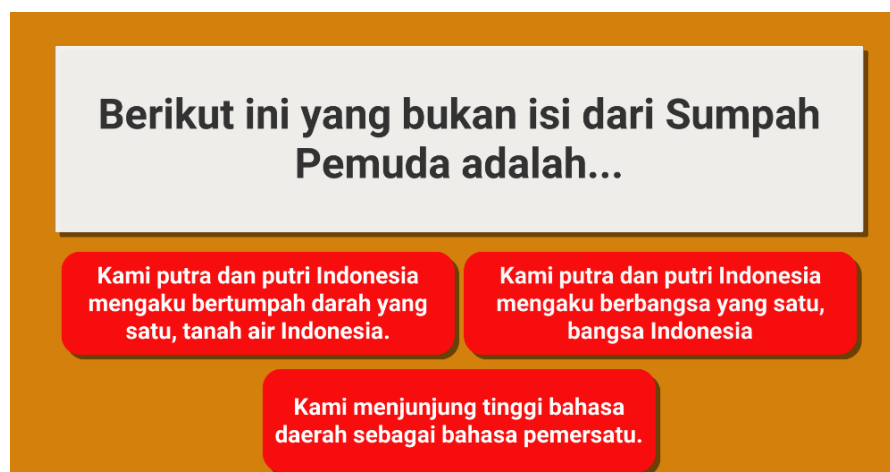 Berikut ini yang bukan isi dari Sumpah
Pemuda adalah...
Kami putra dan putri Indonesia
mengaku bertumpah darah yang
satu, tanah air Indonesia.
Kami putra dan putri Indonesia
mengaku berbangsa yang satu,
bangsa Indonesia
Kami menjunjung tinggi bahasa
daerah sebagai bahasa pemersatu.